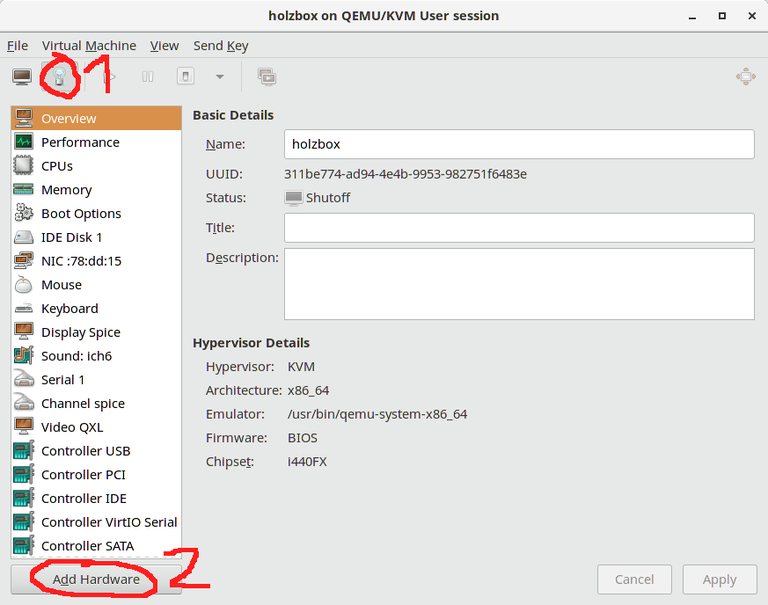 holzbox on QEMU/KVM User session
File Virtual Machine View Send Key
1
Overview
Performance
CPUs
Memory
Boot Options
IDE Disk 1
NIC :78:dd:15
Mouse
Keyboard
Display Spice
Sound: ich6
Serial 1
Channel spice
Video QXL
Controller USB
Controller PCI
Controller IDE
Controller VirtIO Serial
Controller SATA
Add Hardware
2
Basic Details
Name: holzbox
UUID: 311be774-ad94-4e4b-9953-982751f6483e
Status: Shutoff
Title:
Description:
Hypervisor Details
Hypervisor: KVM
Architecture: x86_64
Emulator: /usr/bin/qemu-system-x86_64
Firmware: BIOS
Chipset: i440FX
Cancel Apply